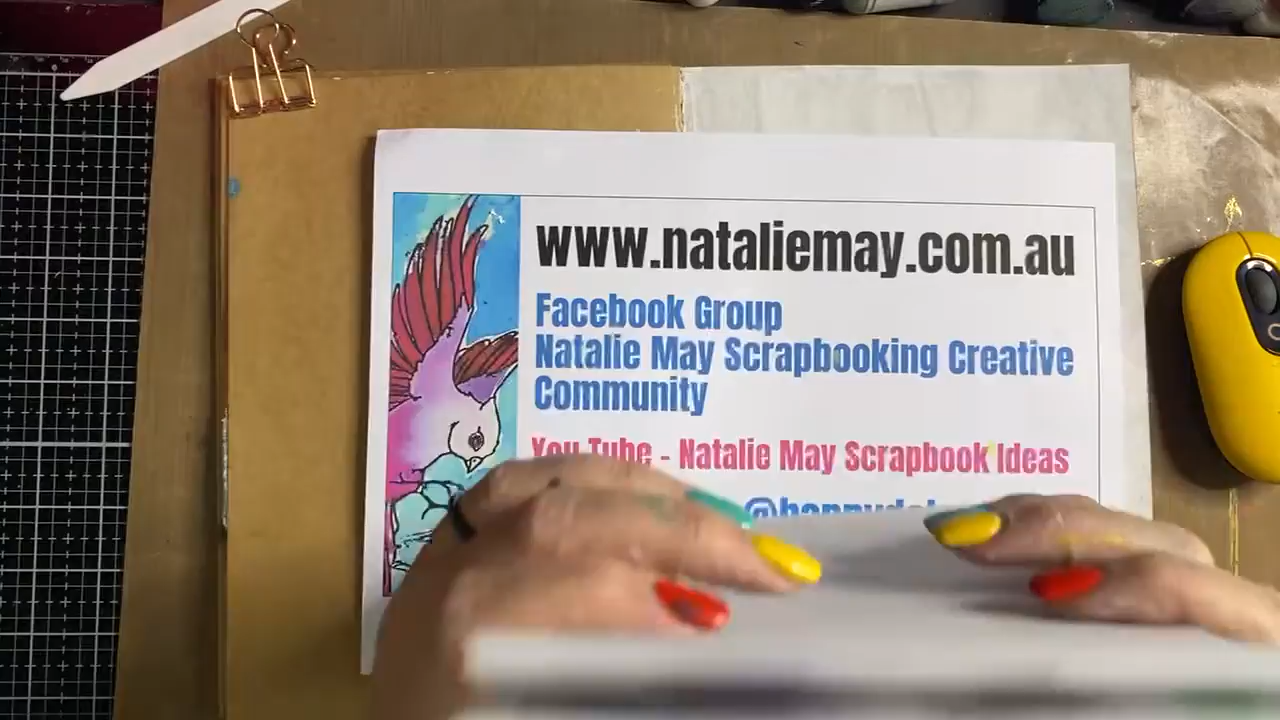 www.nataliemay.com.au
Facebook Group
Natalie May Scrapbooking Creative
Community
You Tube - Natalie May Scrapbook Ideas